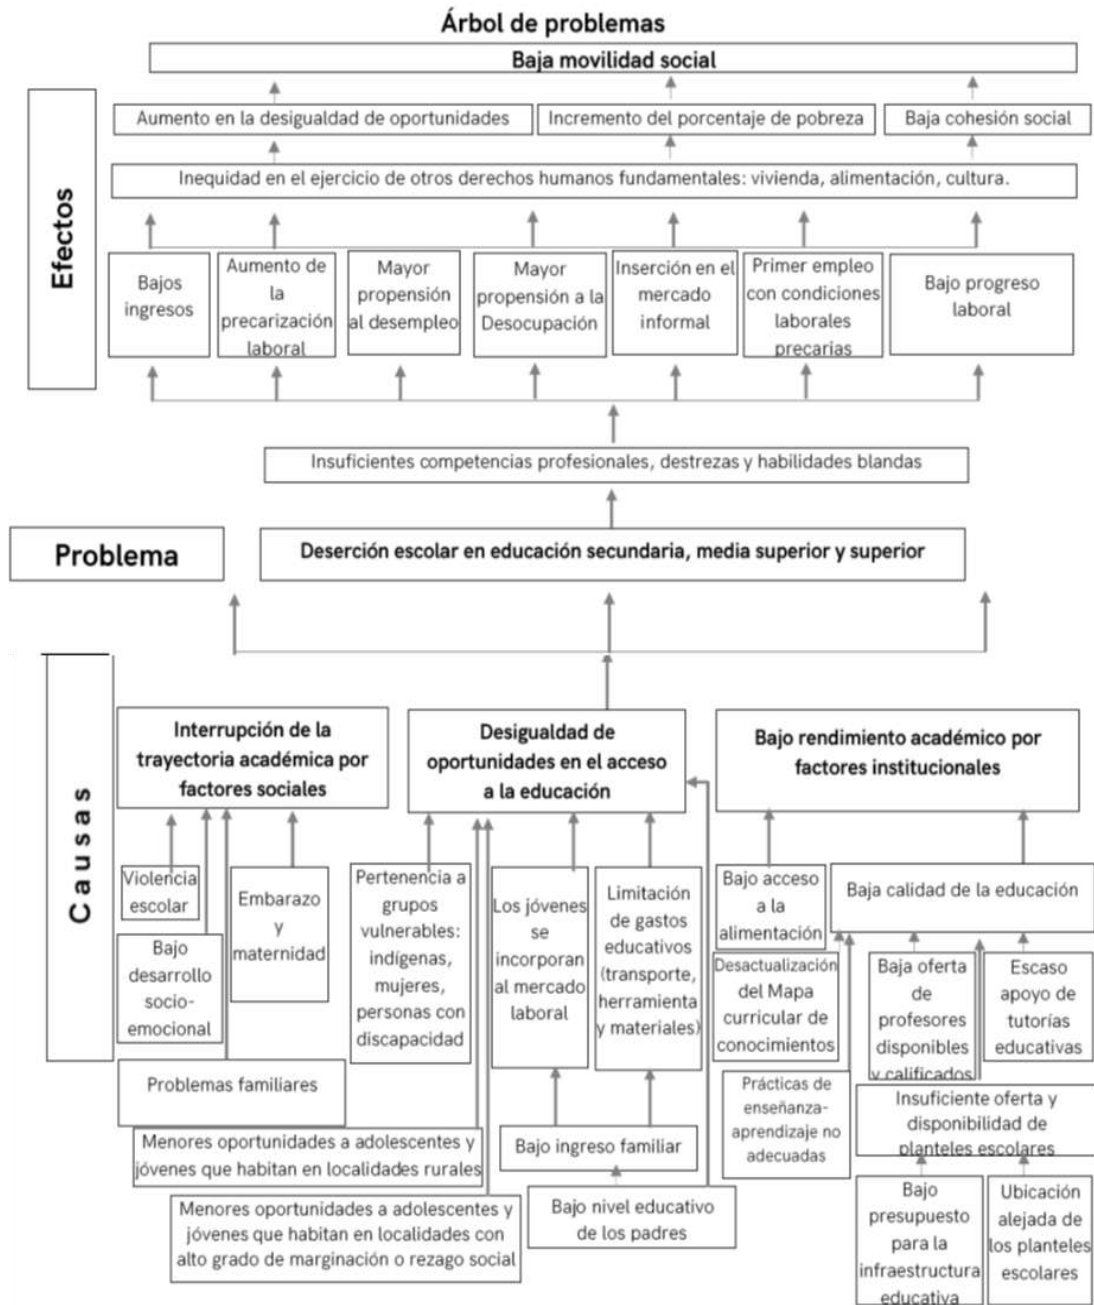 Árbol de problemas
Baja movilidad social
Efectos
Aumento en la desigualdad de oportunidades
Incremento del porcentaje de pobreza
Baja cohesión social
Inequidad en el ejercicio de otros derechos humanos fundamentales: vivienda, alimentación, cultura.
Bajos
ingresos
Aumento de
la
precarización
laboral
Mayor
propensión
al desempleo
Mayor
propensión a la
Desocupación
Inserción en el
mercado
informal
Primer empleo
con condiciones
laborales
precarias
Bajo progreso
laboral
Insuficientes competencias profesionales, destrezas y habilidades blandas
Problema
Deserción escolar en educación secundaria, media superior y superior
Causas
Interrupción de la
trayectoria académica por
factores sociales
Desigualdad de
oportunidades en el acceso
a la educación
Bajo rendimiento académico por
factores institucionales
Violencia
escolar
Bajo
desarrollo
socio-
emocional
Embarazo
y
maternidad
Problemas familiares
Pertenencia a
grupos
vulnerables:
indígenas,
mujeres,
personas con
discapacidad
Los jóvenes
se
incorporan
al mercado
laboral
Limitación
de gastos
educativos
(transporte,
herramienta
y materiales)
Menores oportunidades a adolescentes y
jóvenes que habitan en localidades rurales
Menores oportunidades a adolescentes y
jóvenes que habitan en localidades con
alto grado de marginación o rezago social
Bajo ingreso familiar
Bajo nivel educativo
de los padres
Bajo acceso
a la
alimentación
Baja calidad de la educación
Desactualización
del Mapa
curricular de
conocimientos
Baja oferta
de
profesores
disponibles
y calificados
Escaso
apoyo de
tutorías
educativas
Prácticas de
enseñanza-
aprendizaje no
adecuadas
Insuficiente oferta y
disponibilidad de
planteles escolares
Bajo
presupuesto
para la
infraestructura
educativa
Ubicación
alejada de
los planteles
escolares